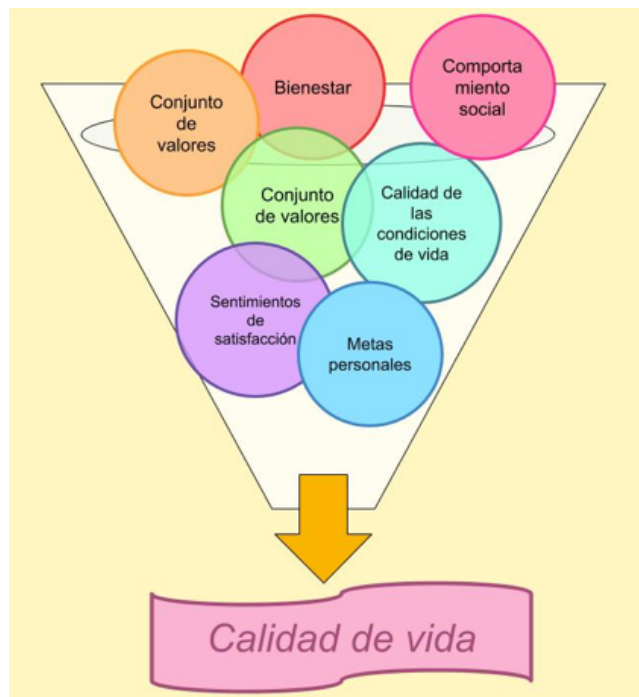 Conjunto
de
valores
Bienestar
Comporta
miento
social
Conjunto
de valores
Calidad de
las
condiciones
de vida
Sentimientos
de
satisfacción
Metas
personales
Calidad de vida